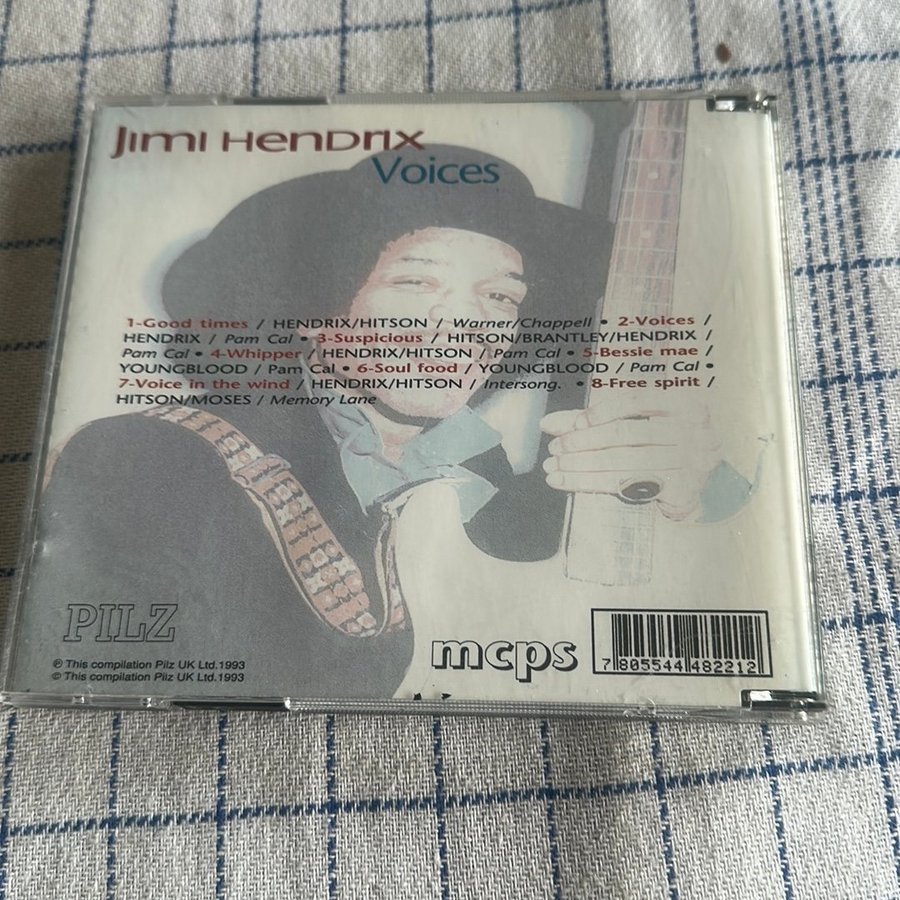 Jimi Hendrix
Voices
1-Good times / HENDRIX/HITSON / Warner/Chappell • 2-Voices /
HENDRIX / Pam Cal • 3-Suspicious / HITSON/BRANTLEY/HENDRIX /
Pam Cal • 4-Whipper / HENDRIX/HITSON / Pam Cal • 5-Bessie mae /
YOUNGBLOOD / Pam Cal • 6-Soul food / YOUNGBLOOD / Pam Cal •
7-Voice in the wind / HENDRIX/HITSON / Intersong. • 8-Free spirit /
HITSON/MOSES / Memory Lane
PILZ
mcps
7 805544 482212
℗ This compilation Pilz UK Ltd.1993
© This compilation Pilz UK Ltd.1993